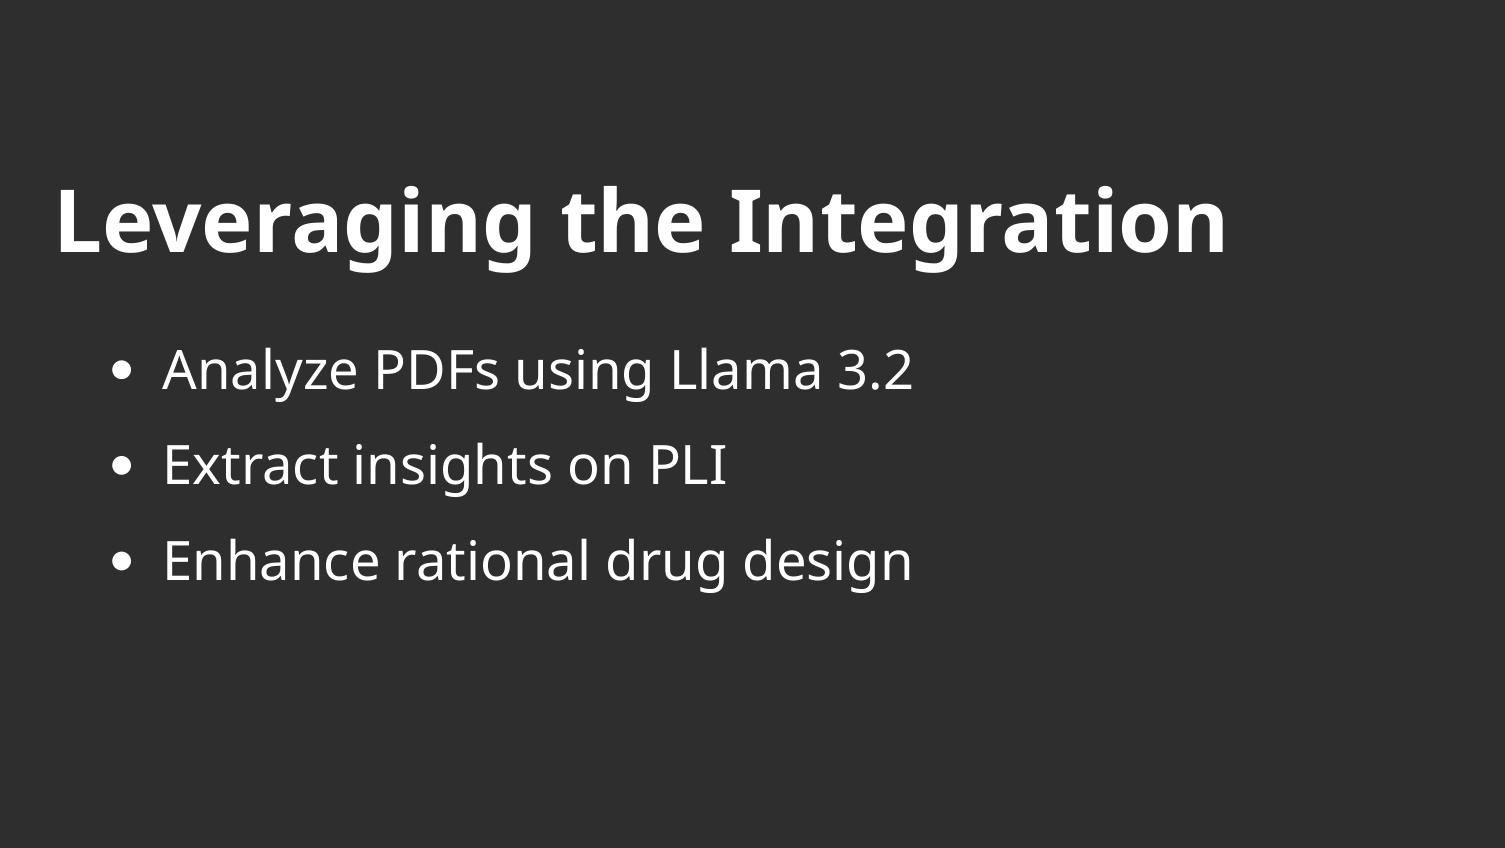 Leveraging the Integration
• Analyze PDFs using Llama 3.2
• Extract insights on PLI
• Enhance rational drug design